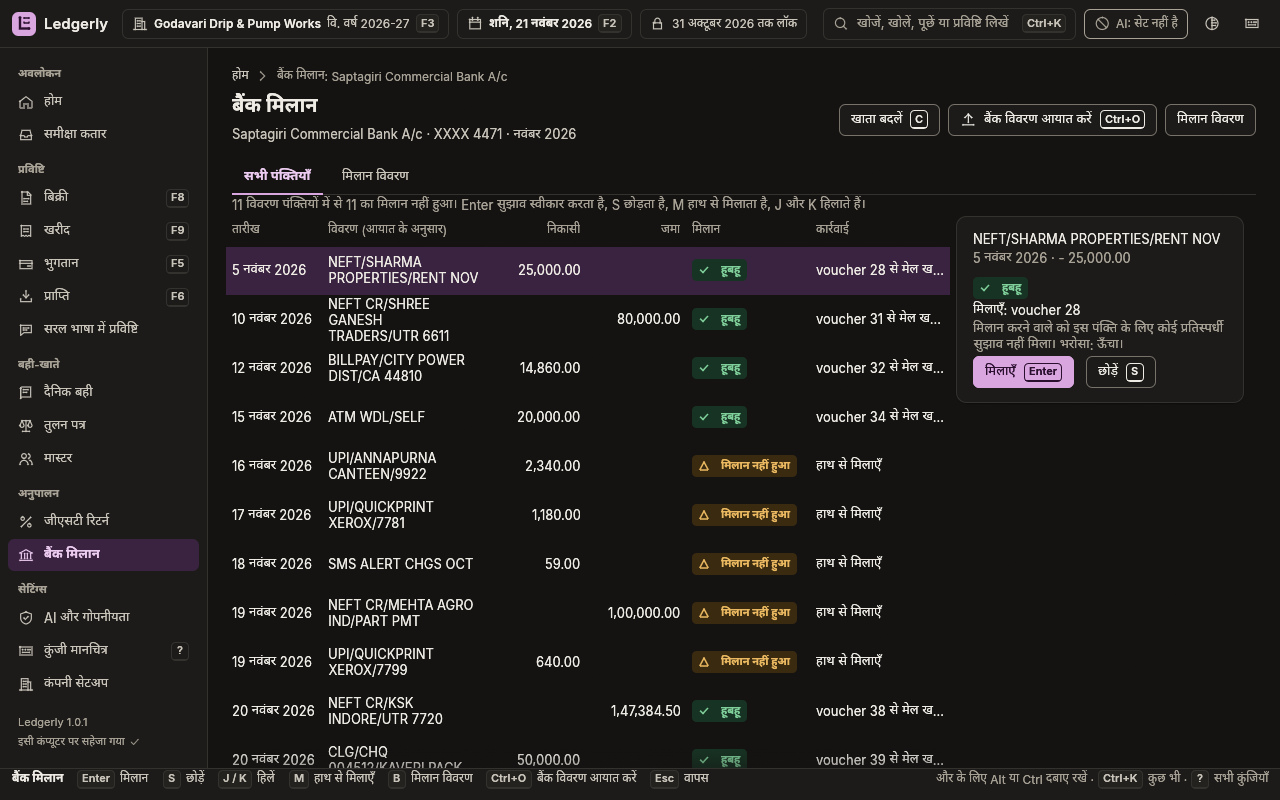 Ledgerly
Godavari Drip & Pump Works वि. वर्ष 2026-27 F3
शनि, 21 नवंबर 2026 F2
31 अक्टूबर 2026 तक लॉक
खोजें, खोलें, पूछें या प्रविष्टि लिखें Ctrl+K
AI: सेट नहीं है
अवलोकन
होम
समीक्षा कतार
प्रविष्टि
बिक्री F8
खरीद F9
भुगतान F5
प्राप्ति F6
सरल भाषा में प्रविष्टि
बही-खाते
दैनिक बही
तुलन पत्र
मास्टर
अनुपालन
जीएसटी रिटर्न
बैंक मिलान
सेटिंग्स
AI और गोपनीयता
कुंजी मानचित्र ?
कंपनी सेटअप
Ledgerly 1.0.1
इसी कंप्यूटर पर सहेजा गया
होम > बैंक मिलान: Saptagiri Commercial Bank A/c
बैंक मिलान
Saptagiri Commercial Bank A/c · XXXX 4471 · नवंबर 2026
खाता बदलें C
बैंक विवरण आयात करें Ctrl+O
मिलान विवरण
सभी पंक्तियाँ मिलान विवरण
11 विवरण पंक्तियों में से 11 का मिलान नहीं हुआ। Enter सुझाव स्वीकार करता है, S छोड़ता है, M हाथ से मिलाता है, J और K हिलाते हैं।
तारीख विवरण (आयात के अनुसार) निकासी जमा मिलान कार्रवाई
5 नवंबर 2026 NEFT/SHARMA PROPERTIES/RENT NOV 25,000.00 हूबहू voucher 28 से मेल ख...
10 नवंबर 2026 NEFT CR/SHREE GANESH TRADERS/UTR 6611 80,000.00 हूबहू voucher 31 से मेल ख...
12 नवंबर 2026 BILLPAY/CITY POWER DIST/CA 44810 14,860.00 हूबहू voucher 32 से मेल ख...
15 नवंबर 2026 ATM WDL/SELF 20,000.00 हूबहू voucher 34 से मेल ख...
16 नवंबर 2026 UPI/ANNAPURNA CANTEEN/9922 2,340.00 मिलान नहीं हुआ हाथ से मिलाएँ
17 नवंबर 2026 UPI/QUICKPRINT XEROX/7781 1,180.00 मिलान नहीं हुआ हाथ से मिलाएँ
18 नवंबर 2026 SMS ALERT CHGS OCT 59.00 मिलान नहीं हुआ हाथ से मिलाएँ
19 नवंबर 2026 NEFT CR/MEHTA AGRO IND/PART PMT 1,00,000.00 मिलान नहीं हुआ हाथ से मिलाएँ
19 नवंबर 2026 UPI/QUICKPRINT XEROX/7799 640.00 मिलान नहीं हुआ हाथ से मिलाएँ
20 नवंबर 2026 NEFT CR/KSK INDORE/UTR 7720 1,47,384.50 हूबहू voucher 38 से मेल ख...
20 नवंबर 2026 CLG/CHQ 004512/KAVERI PACK 50,000.00 हूबहू voucher 39 से मेल ख...
NEFT/SHARMA PROPERTIES/RENT NOV
5 नवंबर 2026 · - 25,000.00
हूबहू
मिलाएँ: voucher 28
मिलान करने वाले को इस पंक्ति के लिए कोई प्रतिस्पर्धी
सुझाव नहीं मिला। भरोसा: ऊँचा।
मिलाएँ Enter छोड़ें S
बैंक मिलान Enter मिलान S छोड़ें J / K हिलें M हाथ से मिलाएँ B मिलान विवरण Ctrl+O बैंक विवरण आयात करें Esc वापस
और के लिए Alt या Ctrl दबाए रखें · Ctrl+K कुछ भी · ? सभी कुंजियाँ